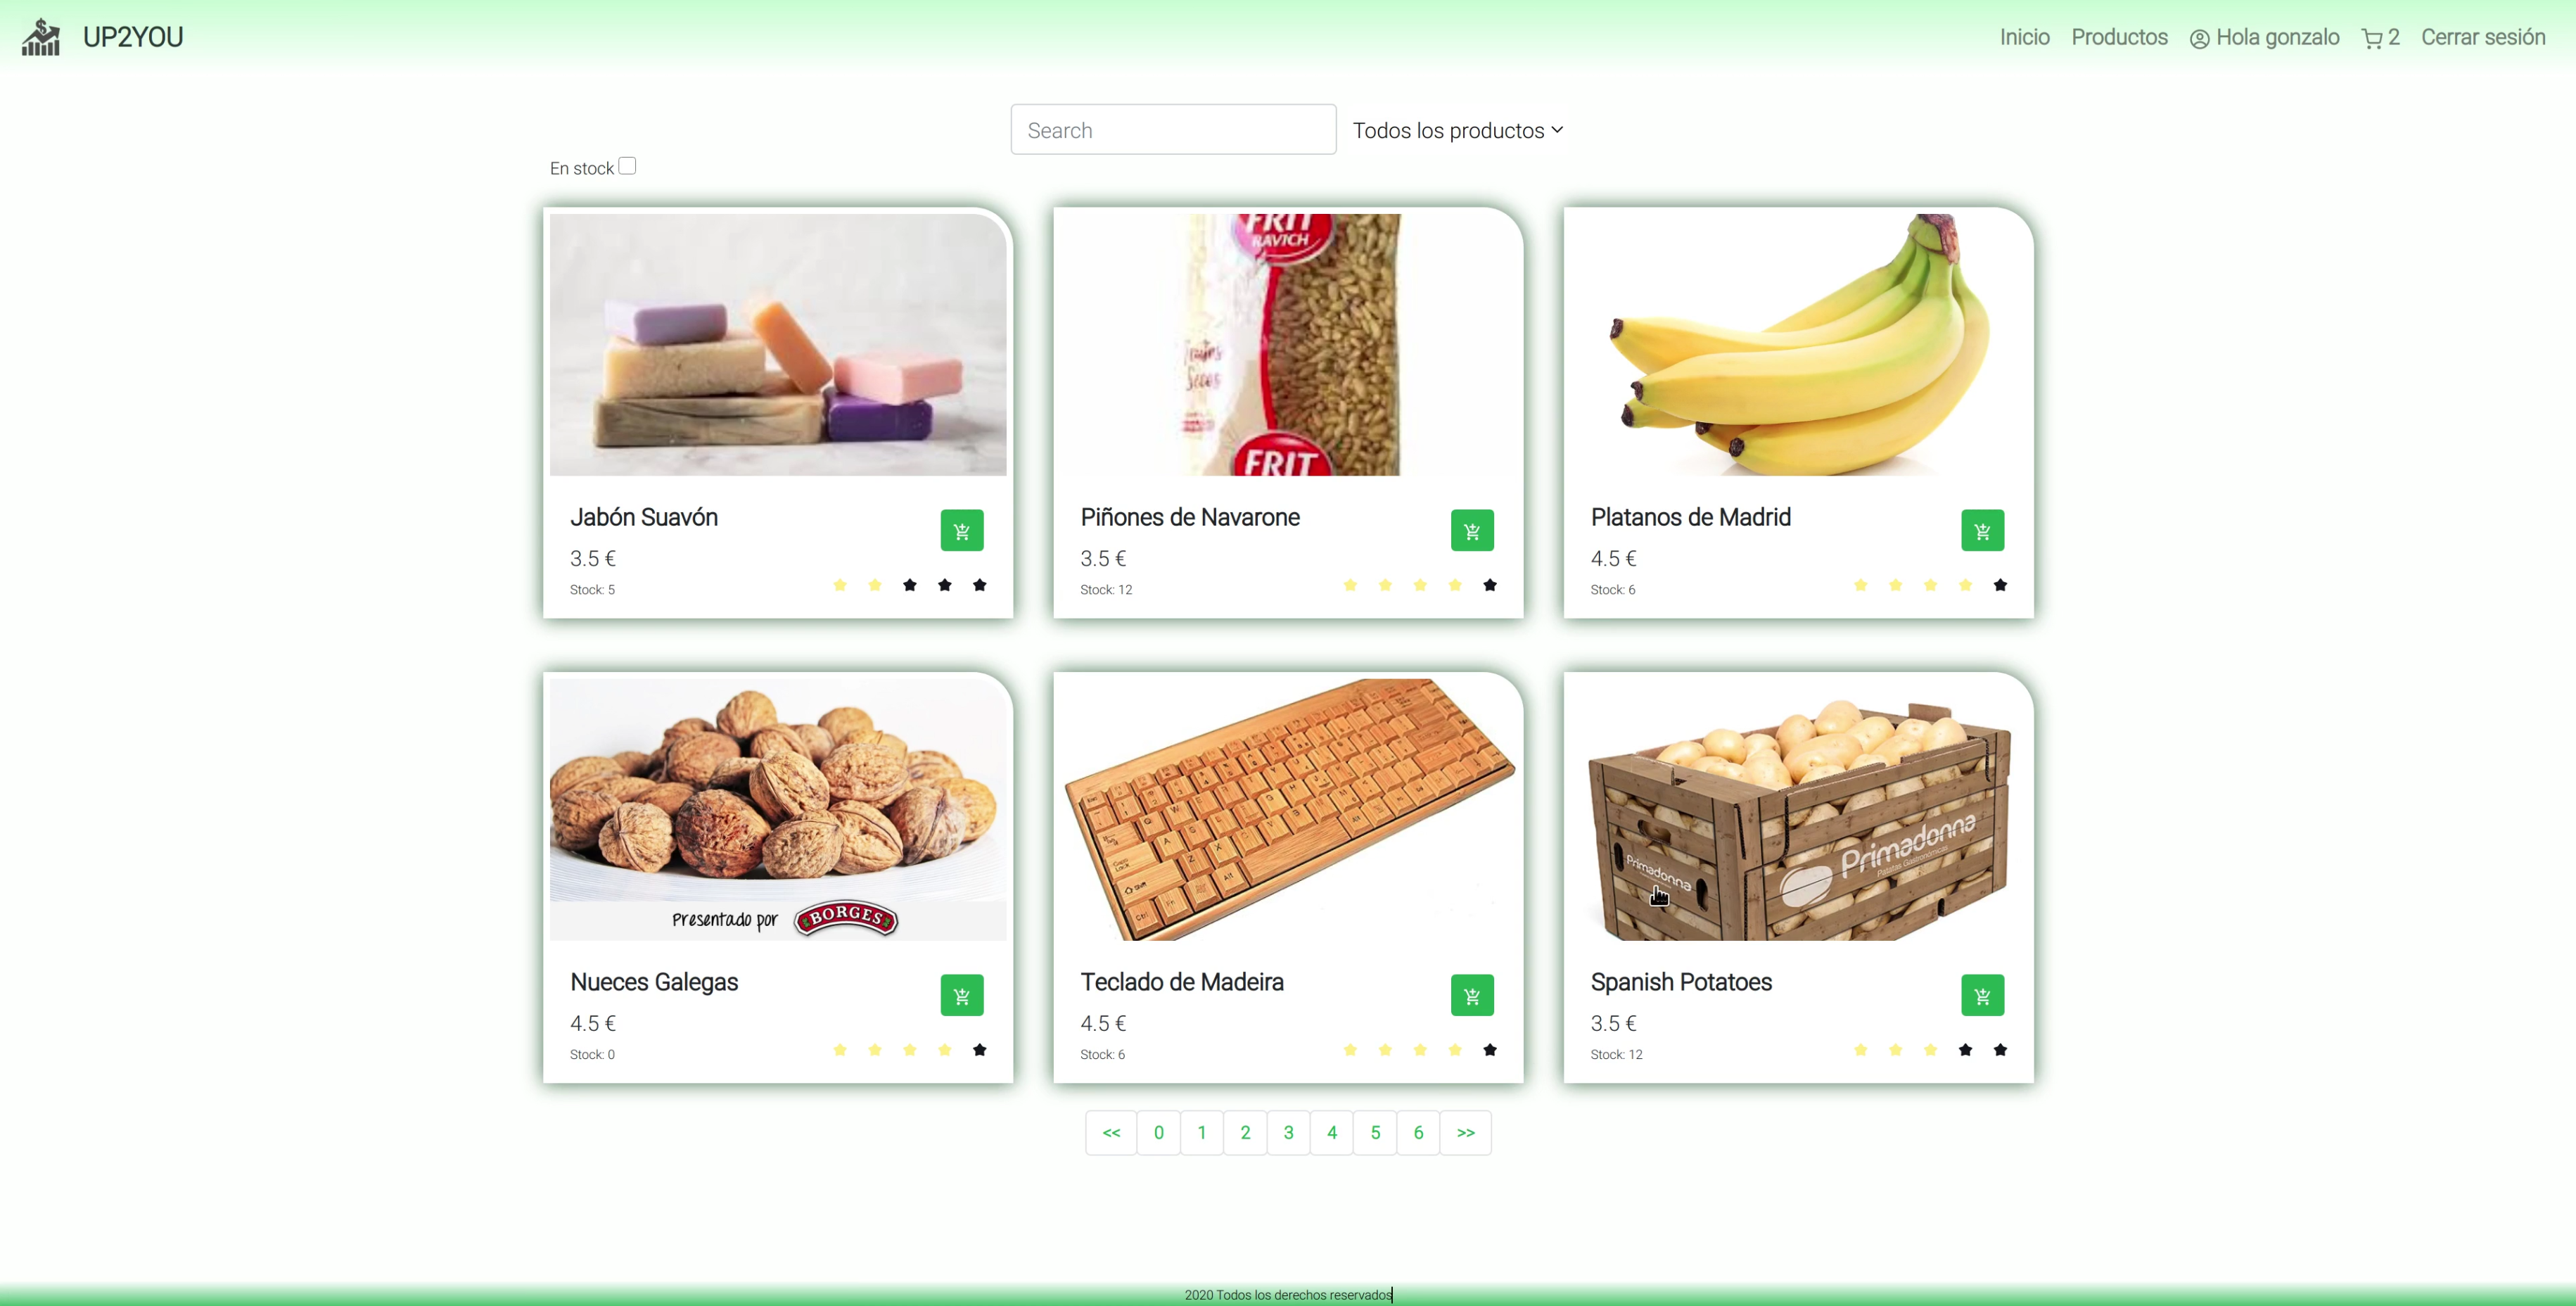 UP2YOU
Inicio
Productos
Hola gonzalo
2
Cerrar sesión
Search
Todos los productos
En stock
FRIT
RAVICH
Secos
FRIT
Jabón Suavón
3.5 €
Stock: 5
Piñones de Navarone
3.5 €
Stock: 12
Platanos de Madrid
4.5 €
Stock: 6
Presentado por BORGES
Primadonna
Primadonna
Patatas Gastronómicas
Nueces Galegas
4.5 €
Stock: 0
Teclado de Madeira
4.5 €
Stock: 6
Spanish Potatoes
3.5 €
Stock: 12
<< 0 1 2 3 4 5 6 >>
2020 Todos los derechos reservados